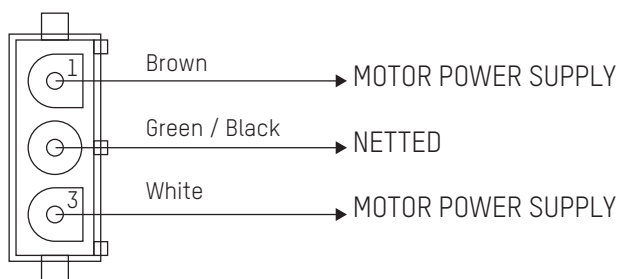 1
Brown
MOTOR POWER SUPPLY
Green / Black
NETTED
3
White
MOTOR POWER SUPPLY